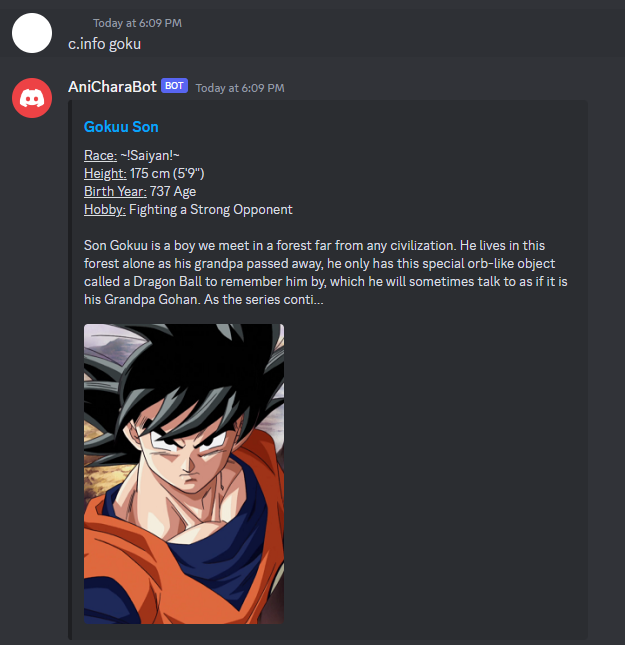 Today at 6:09 PM
c.info goku
AniCharaBot BOT Today at 6:09 PM
Gokuu Son
Race: ~!Saiyan!~
Height: 175 cm (5'9")
Birth Year: 737 Age
Hobby: Fighting a Strong Opponent
Son Gokuu is a boy we meet in a forest far from any civilization. He lives in this
forest alone as his grandpa passed away, he only has this special orb-like object
called a Dragon Ball to remember him by, which he will sometimes talk to as if it is
his Grandpa Gohan. As the series conti...